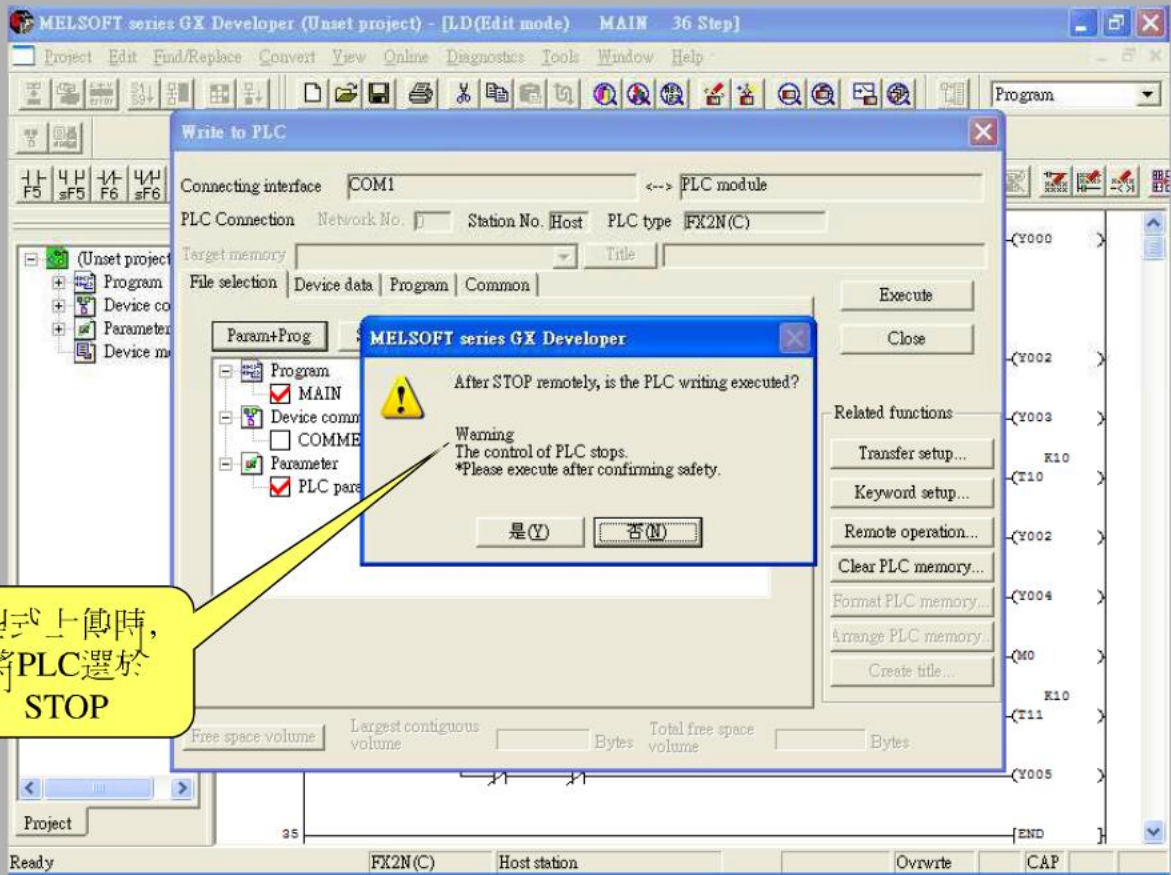 MELSOFT series GX Developer (Unset project) - [LD(Edit mode) MAIN 36 Step]
Project Edit Find/Replace Convert View Online Diagnostics Tools Window Help
Program
F5 sF5 F6 sF6
Write to PLC
Connecting interface COM1 <--> PLC module
PLC Connection Network No. 0 Station No. Host PLC type FX2N(C)
Target memory Title
File selection Device data Program Common
Execute
Close
Param+Prog
Program
MAIN
Device comm
COMME
Parameter
PLC para
Related functions
Transfer setup...
Keyword setup...
Remote operation...
Clear PLC memory...
Format PLC memory...
Arrange PLC memory..
Create title...
Free space volume
Largest contiguous
volume
Bytes
Total free space
volume
Bytes
MELSOFT series GX Developer
After STOP remotely, is the PLC writing executed?
Warning
The control of PLC stops.
*Please execute after confirming safety.
是(Y) 否(N)
(Unset project
Program
Device co
Parameter
Device me
Project
式上傳時,
將PLC選於
STOP
(Y000 )
(Y002 )
(Y003 )
K10
(T10 )
(Y002 )
(Y004 )
(M0 )
K10
(T11 )
(Y005 )
35
[END ]
Ready FX2N(C) Host station Ovrwrte CAP